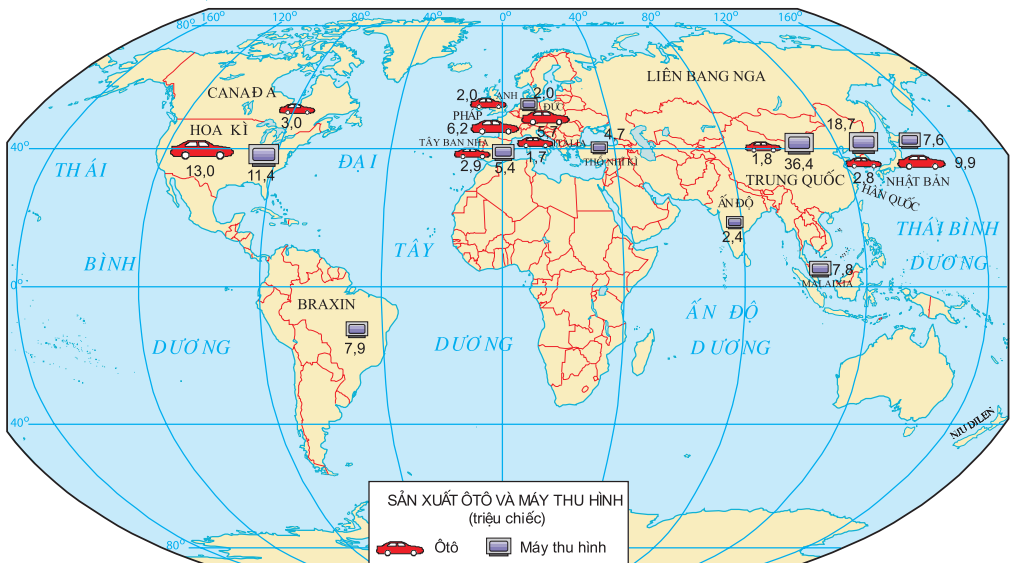 80° 160° 120° 80° 0° 40° 80° 120° 160°
CANAĐA
3,0
HOA KÌ
13,0
11,4
40°
THÁI
BÌNH
DƯƠNG
0°
BRAXIN
7,9
40°
80°
ĐẠI
TÂY
DƯƠNG
2,0
ANH
2,0
ĐỨC
PHÁP
6,2
5,7
TÂY BAN NHA
2,9
5,4
1,7
ITALIA
4,7
THỔ NHĨ KÌ
LIÊN BANG NGA
1,8
36,4
TRUNG QUỐC
18,7
2,8
HÀN QUỐC
7,6
9,9
NHẬT BẢN
ẤN ĐỘ
2,4
7,8
MALAIXIA
THÁI BÌNH
DƯƠNG
ẤN ĐỘ
DƯƠNG
NIU DILEN
SẢN XUẤT ÔTÔ VÀ MÁY THU HÌNH
(triệu chiếc)
Ôtô
Máy thu hình